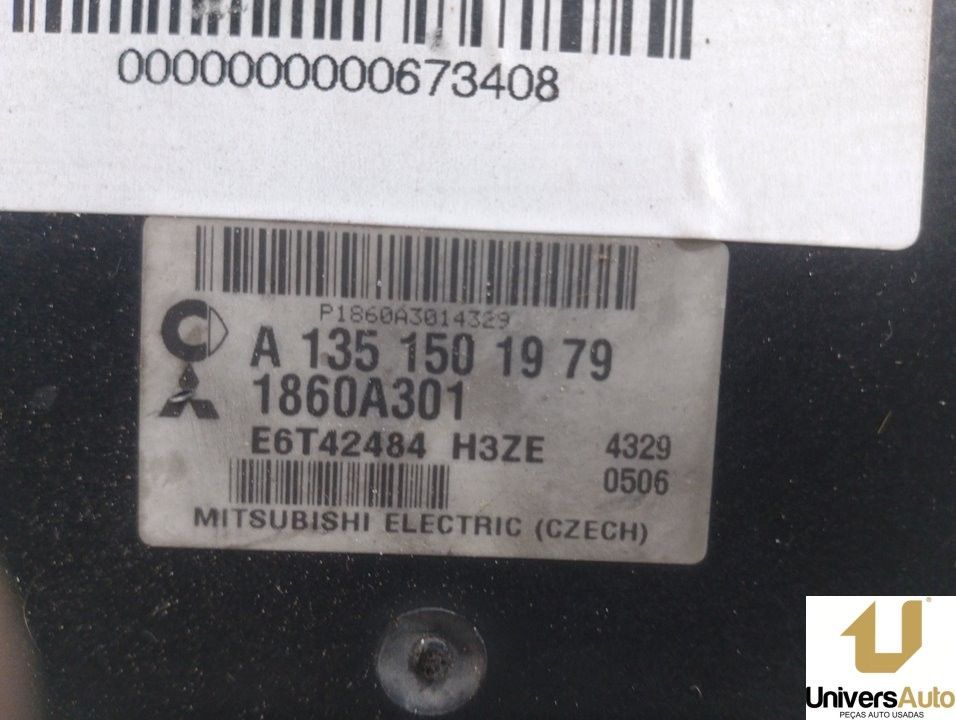 0000000000673408
P1860A3014329
A 135 150 19 79
1860A301
E6T42484 H3ZE 4329
0506
MITSUBISHI ELECTRIC (CZECH)
UniversAuto
PEÇAS AUTO USADAS